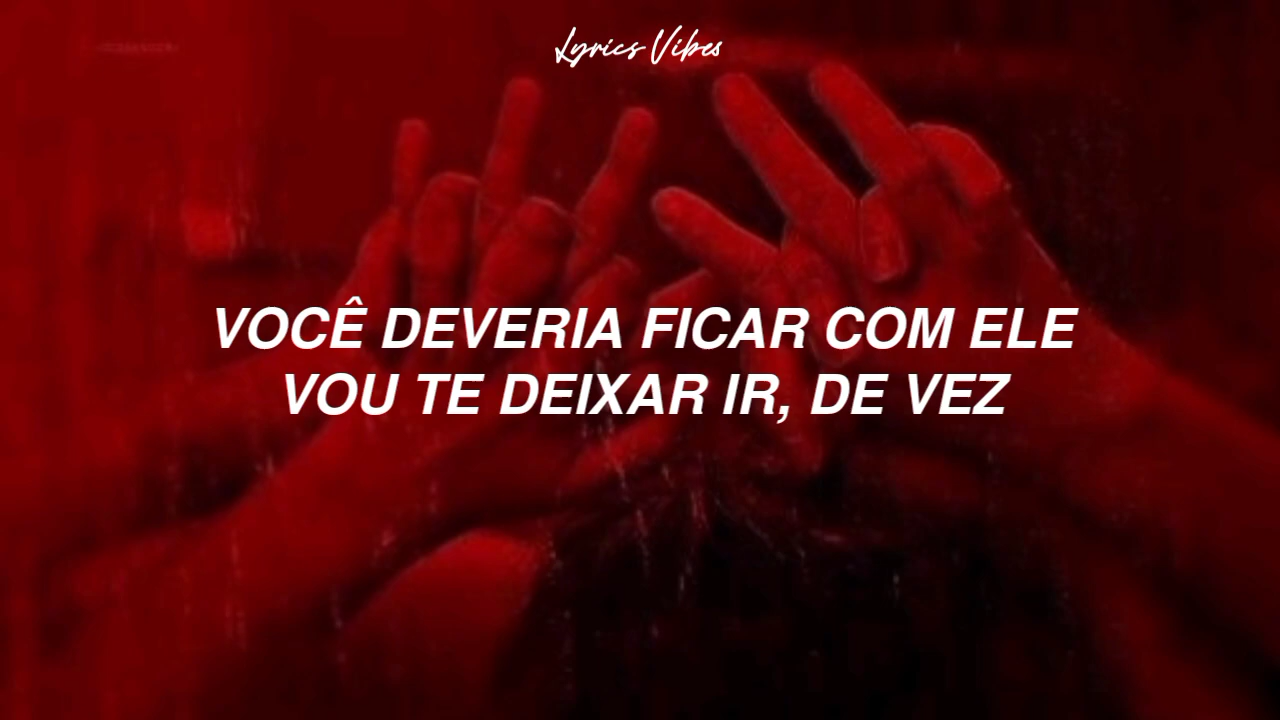 Lyrics Vibes
VOCÊ DEVERIA FICAR COM ELE
VOU TE DEIXAR IR, DE VEZ